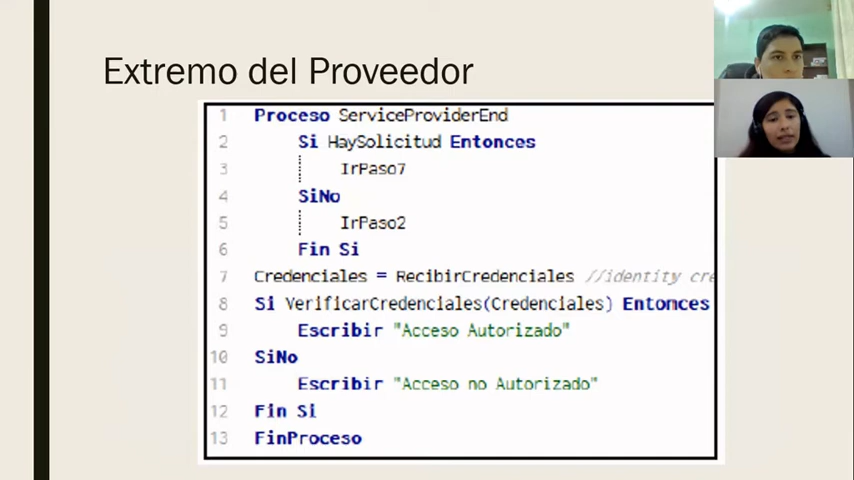 Extremo del Proveedor
1 Proceso ServiceProviderEnd
2 Si HaySolicitud Entonces
3 IrPaso7
4 SiNo
5 IrPaso2
6 Fin Si
7 Credenciales = RecibirCredenciales //identity cre
8 Si VerificarCredenciales(Credenciales) Entonces
9 Escribir "Acceso Autorizado"
10 SiNo
11 Escribir "Acceso no Autorizado"
12 Fin Si
13 FinProceso